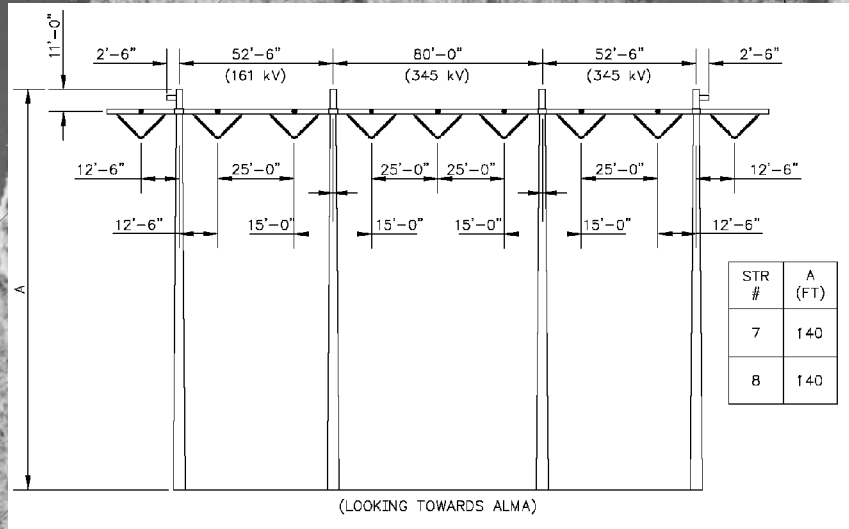 11'-0"
2'-6" 52'-6" 80'-0" 52'-6" 2'-6"
(161 kV) (345 kV) (345 kV)
12'-6" 25'-0" 25'-0" 25'-0" 25'-0" 12'-6"
12'-6" 15'-0" 15'-0" 15'-0" 15'-0" 12'-6"
A
STR A
# (FT)
7 140
8 140
(LOOKING TOWARDS ALMA)